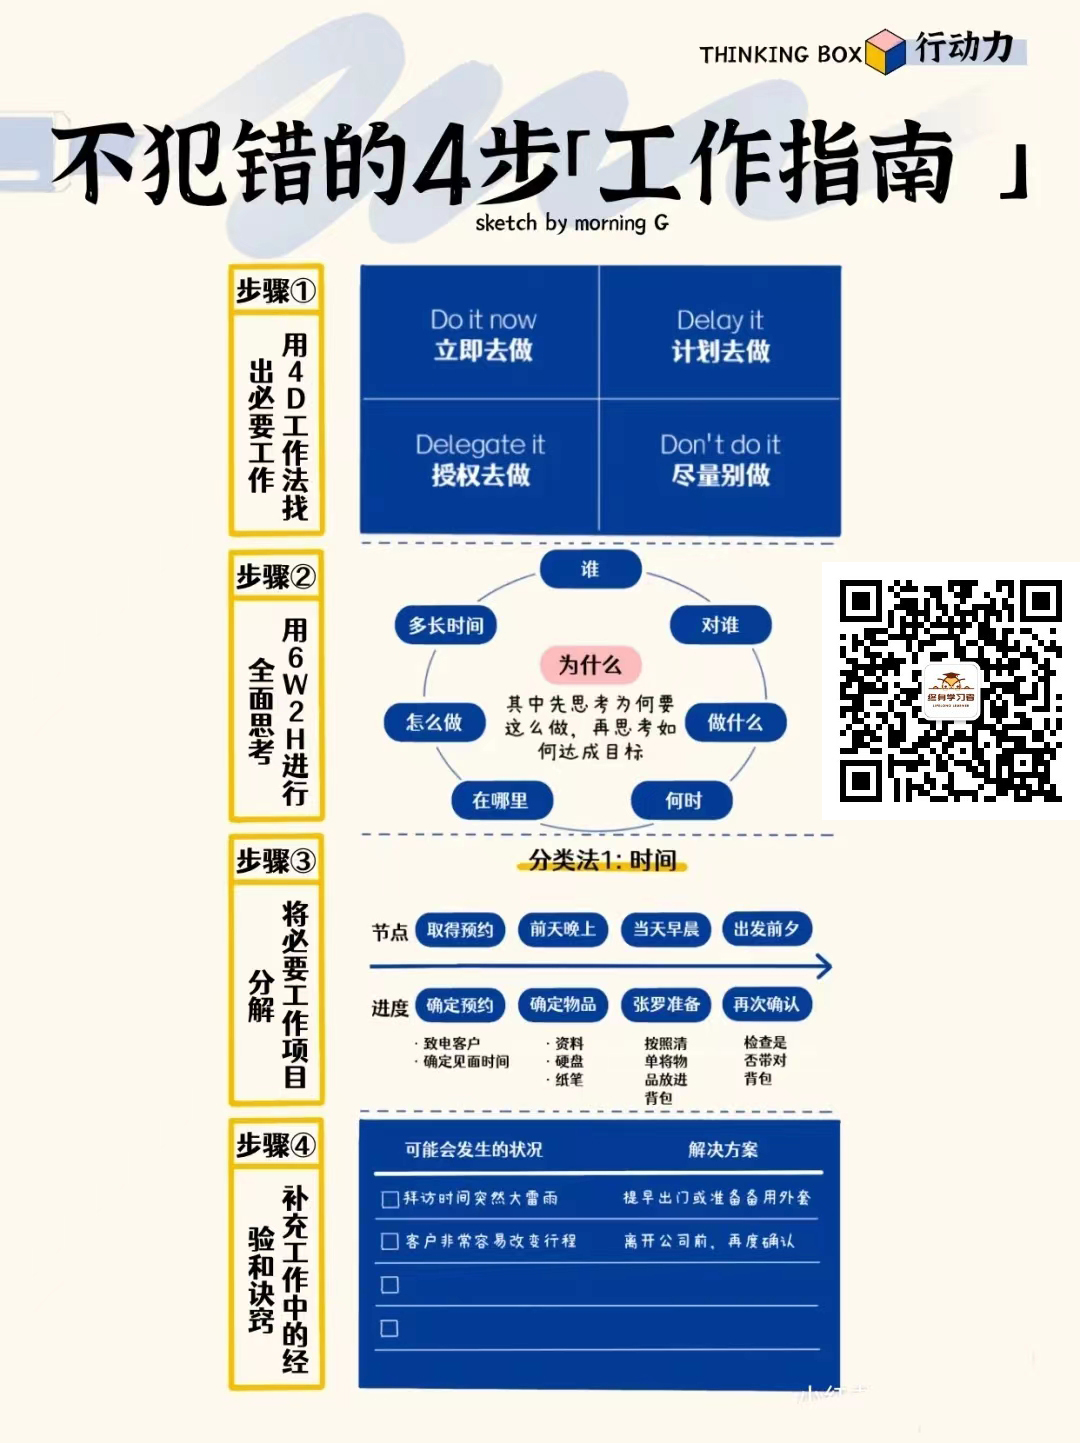 THINKING BOX 行动力
不犯错的4步「工作指南 」
sketch by morning G
步骤①
用4D工作法找
出必要工作
Do it now
立即去做
Delay it
计划去做
Delegate it
授权去做
Don't do it
尽量别做
步骤②
用6W2H进行
全面思考
谁
多长时间
对谁
为什么
其中先思考为何要
这么做，再思考如
何达成目标
怎么做
做什么
在哪里
何时
终身学习者
LIFELONG LEARNER
步骤③
将必要工作项目
分解
分类法1: 时间
节点 取得预约 前天晚上 当天早晨 出发前夕
进度 确定预约 确定物品 张罗准备 再次确认
· 致电客户
· 确定见面时间
· 资料
· 硬盘
· 纸笔
按照清
单将物
品放进
背包
检查是
否带对
背包
步骤④
补充工作中的经
验和诀窍
可能会发生的状况 解决方案
拜访时间突然大雷雨 提早出门或准备备用外套
客户非常容易改变行程 离开公司前，再度确认